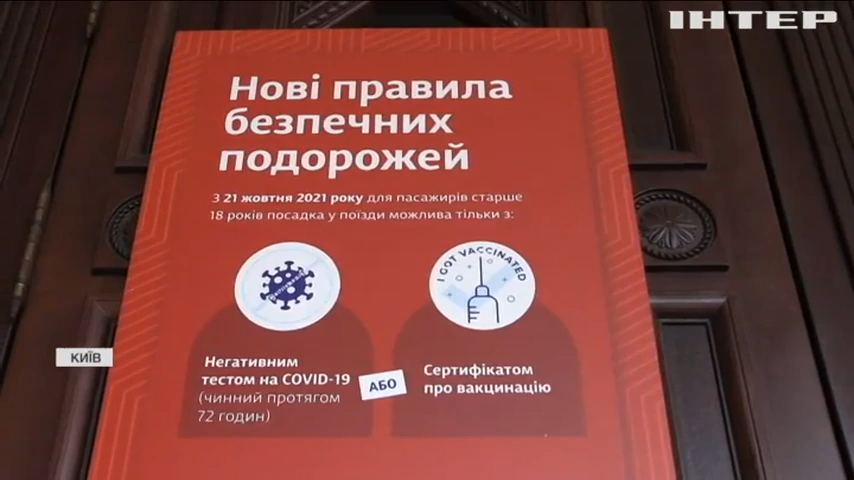 ІНТЕР
Нові правила
безпечних
подорожей
З 21 жовтня 2021 року для пасажирів старше
18 років посадка у поїзди можлива тільки з:
I GOT VACCINATED
КИЇВ
Негативним
тестом на COVID-19
(чинний протягом
72 годин)
АБО
Сертифікатом
про вакцинацію